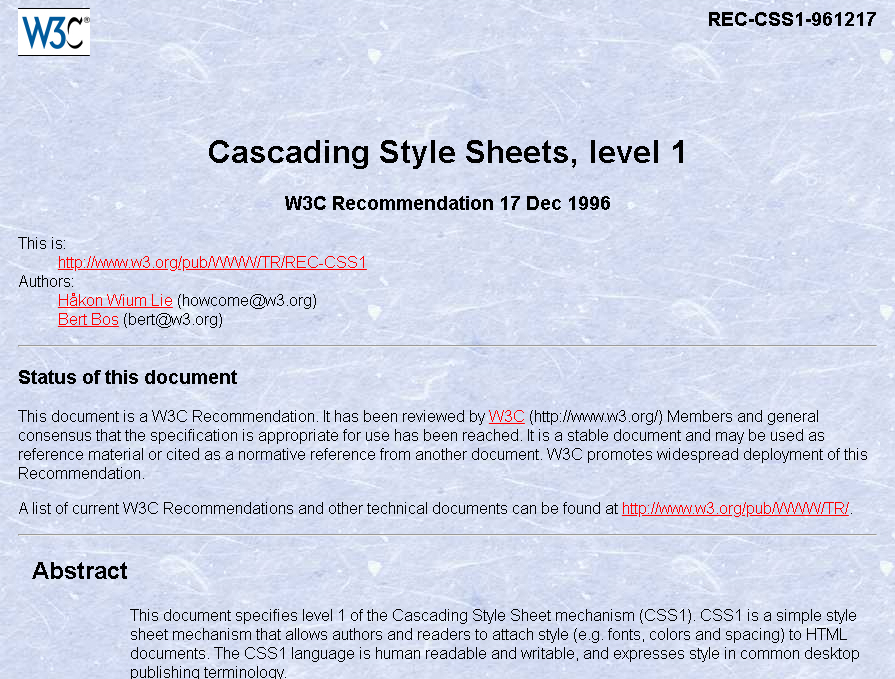 W3C®
REC-CSS1-961217
Cascading Style Sheets, level 1
W3C Recommendation 17 Dec 1996
This is:
http://www.w3.org/pub/WWW/TR/REC-CSS1
Authors:
Håkon Wium Lie (howcome@w3.org)
Bert Bos (bert@w3.org)
Status of this document
This document is a W3C Recommendation. It has been reviewed by W3C (http://www.w3.org/) Members and general
consensus that the specification is appropriate for use has been reached. It is a stable document and may be used as
reference material or cited as a normative reference from another document. W3C promotes widespread deployment of this
Recommendation.
A list of current W3C Recommendations and other technical documents can be found at http://www.w3.org/pub/WWW/TR/.
Abstract
This document specifies level 1 of the Cascading Style Sheet mechanism (CSS1). CSS1 is a simple style
sheet mechanism that allows authors and readers to attach style (e.g. fonts, colors and spacing) to HTML
documents. The CSS1 language is human readable and writable, and expresses style in common desktop
publishing terminology.